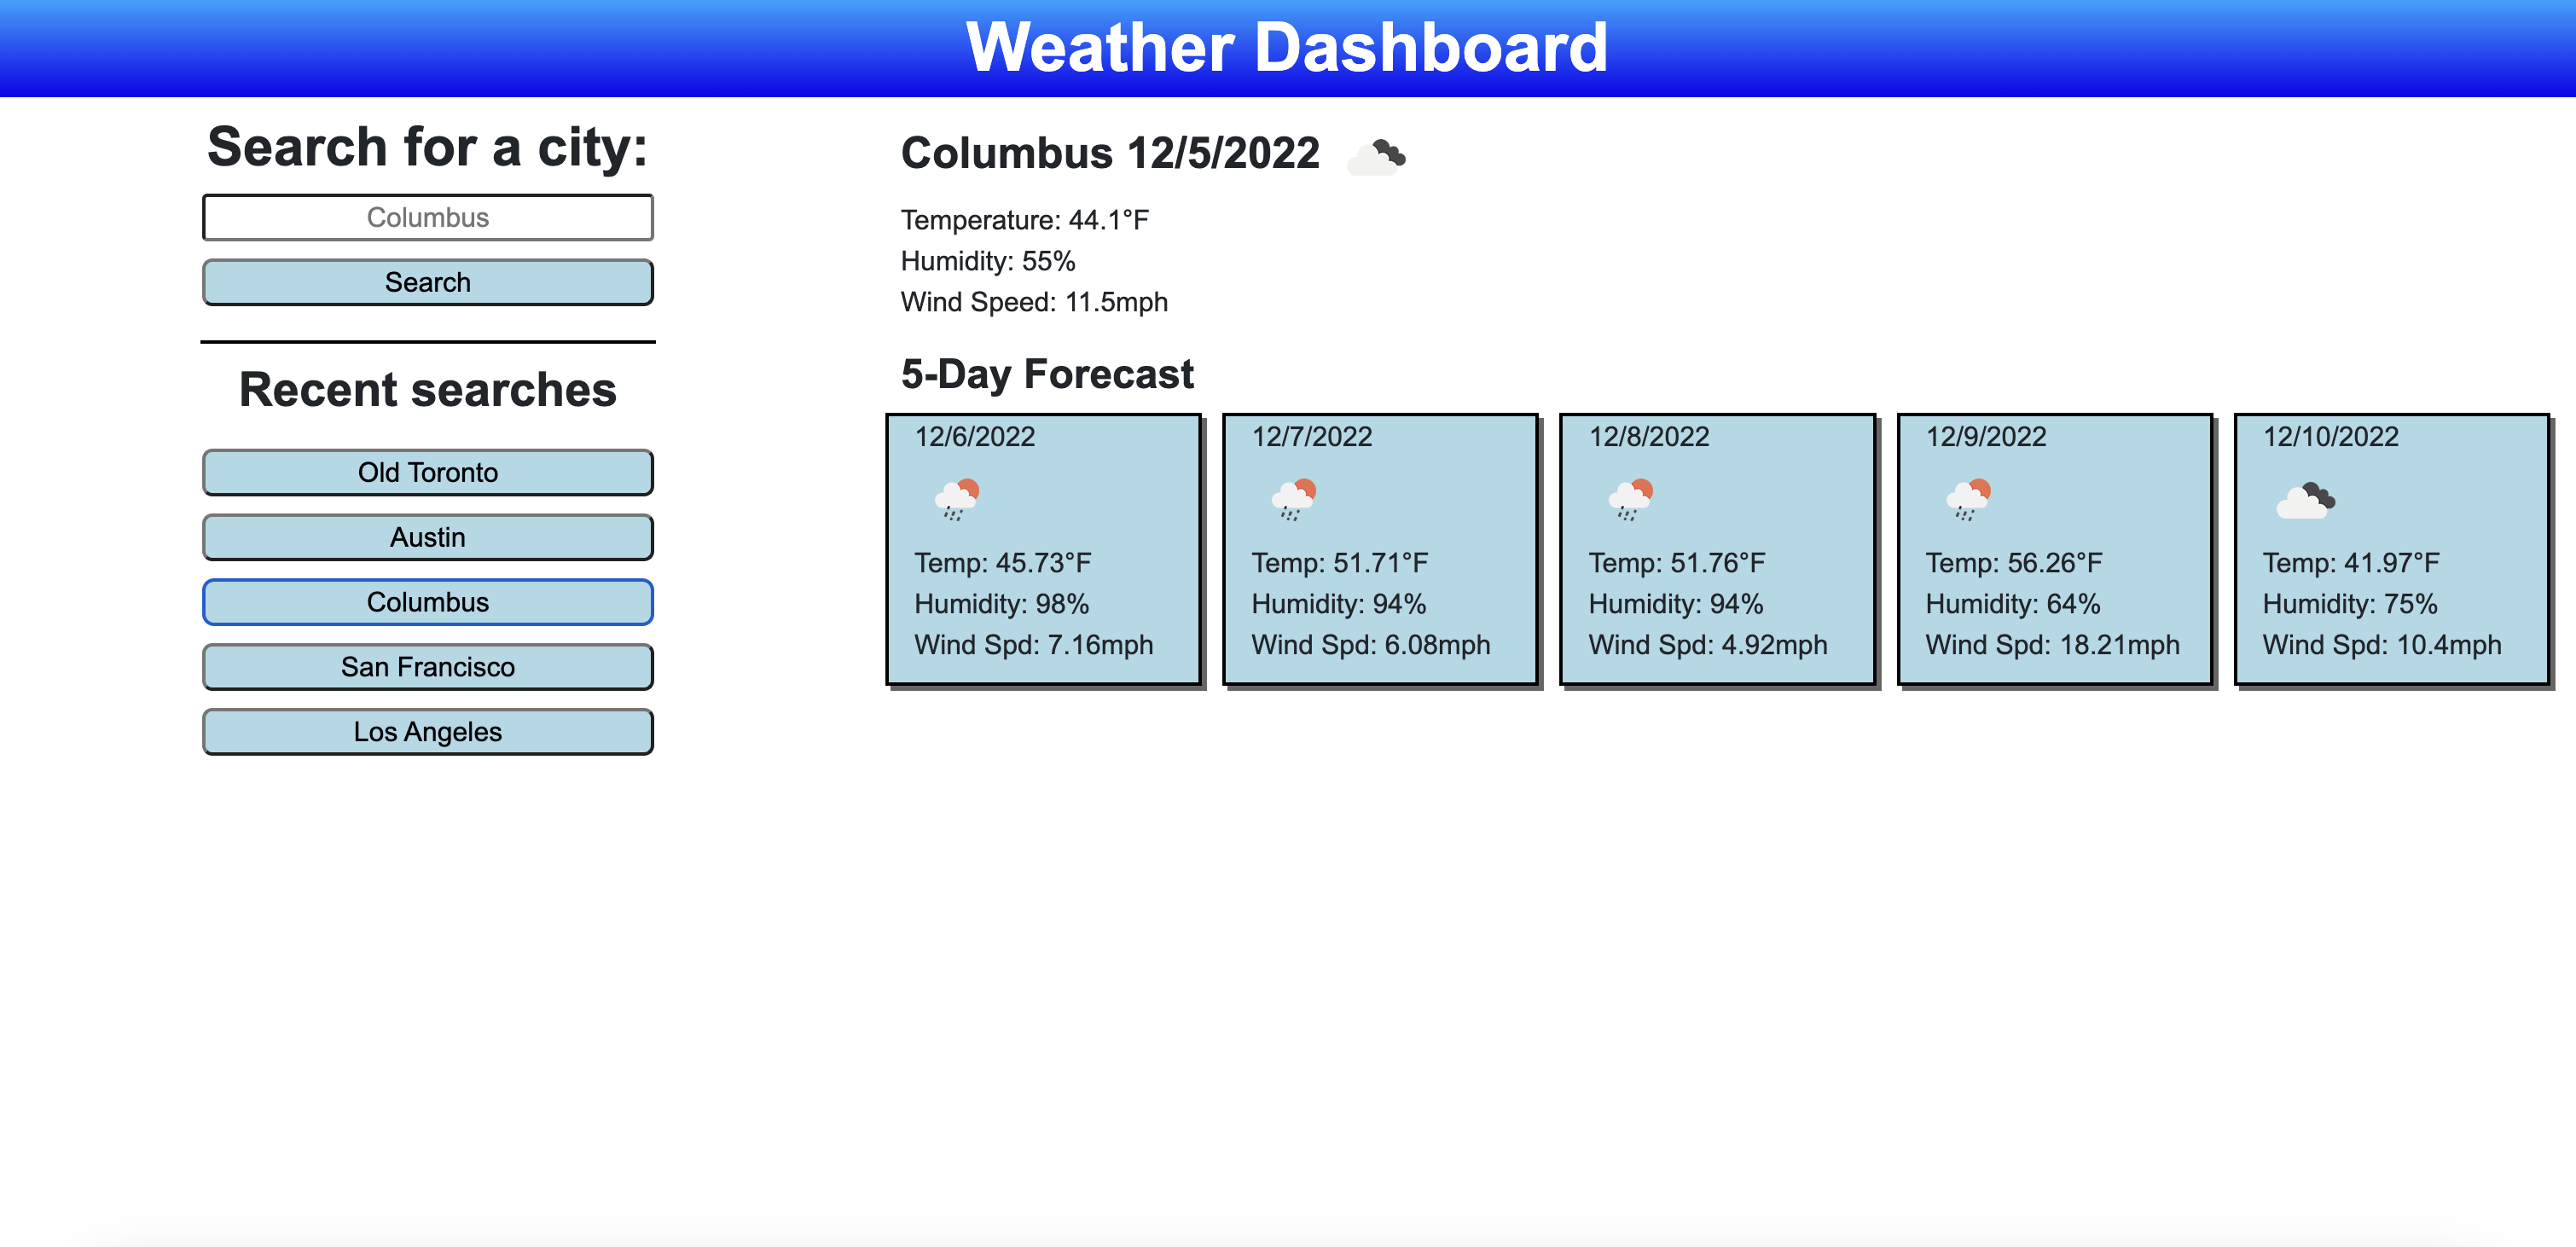 Weather Dashboard
Search for a city:
Columbus
Search
Recent searches
Old Toronto
Austin
Columbus
San Francisco
Los Angeles
Columbus 12/5/2022
Temperature: 44.1°F
Humidity: 55%
Wind Speed: 11.5mph
5-Day Forecast
12/6/2022
Temp: 45.73°F
Humidity: 98%
Wind Spd: 7.16mph
12/7/2022
Temp: 51.71°F
Humidity: 94%
Wind Spd: 6.08mph
12/8/2022
Temp: 51.76°F
Humidity: 94%
Wind Spd: 4.92mph
12/9/2022
Temp: 56.26°F
Humidity: 64%
Wind Spd: 18.21mph
12/10/2022
Temp: 41.97°F
Humidity: 75%
Wind Spd: 10.4mph